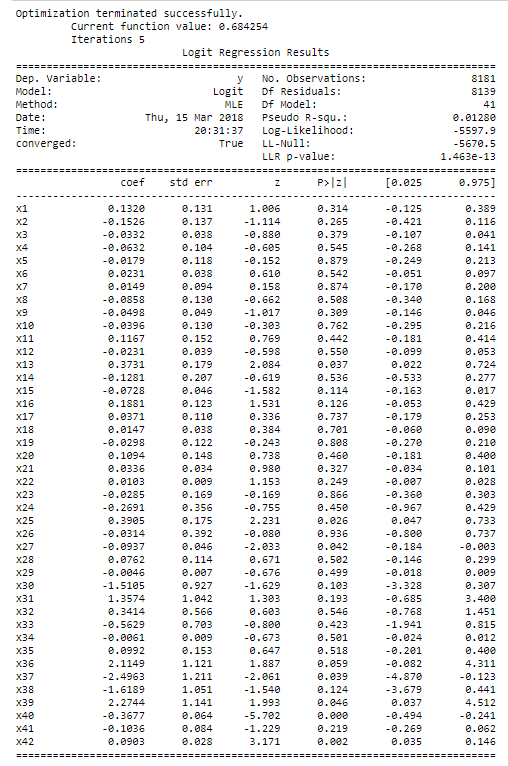 Optimization terminated successfully.
Current function value: 0.684254
Iterations 5
Logit Regression Results
==============================================================================
Dep. Variable: y No. Observations: 8181
Model: Logit Df Residuals: 8139
Method: MLE Df Model: 41
Date: Thu, 15 Mar 2018 Pseudo R-squ.: 0.01280
Time: 20:31:37 Log-Likelihood: -5597.9
converged: True LL-Null: -5670.5
LLR p-value: 1.463e-13
==============================================================================
coef std err z P>|z| [0.025 0.975]
------------------------------------------------------------------------------
x1 0.1320 0.131 1.006 0.314 -0.125 0.389
x2 -0.1526 0.137 -1.114 0.265 -0.421 0.116
x3 -0.0332 0.038 -0.880 0.379 -0.107 0.041
x4 -0.0632 0.104 -0.605 0.545 -0.268 0.141
x5 -0.0179 0.118 -0.152 0.879 -0.249 0.213
x6 0.0231 0.038 0.610 0.542 -0.051 0.097
x7 0.0149 0.094 0.158 0.874 -0.170 0.200
x8 -0.0858 0.130 -0.662 0.508 -0.340 0.168
x9 -0.0498 0.049 -1.017 0.309 -0.146 0.046
x10 -0.0396 0.130 -0.303 0.762 -0.295 0.216
x11 0.1167 0.152 0.769 0.442 -0.181 0.414
x12 -0.0231 0.039 -0.598 0.550 -0.099 0.053
x13 0.3731 0.179 2.084 0.037 0.022 0.724
x14 -0.1281 0.207 -0.619 0.536 -0.533 0.277
x15 -0.0728 0.046 -1.582 0.114 -0.163 0.017
x16 0.1881 0.123 1.531 0.126 -0.053 0.429
x17 0.0371 0.110 0.336 0.737 -0.179 0.253
x18 0.0147 0.038 0.384 0.701 -0.060 0.090
x19 -0.0298 0.122 -0.243 0.808 -0.270 0.210
x20 0.1094 0.148 0.738 0.460 -0.181 0.400
x21 0.0336 0.034 0.980 0.327 -0.034 0.101
x22 0.0103 0.009 1.153 0.249 -0.007 0.028
x23 -0.0285 0.169 -0.169 0.866 -0.360 0.303
x24 -0.2691 0.356 -0.755 0.450 -0.967 0.429
x25 0.3905 0.175 2.231 0.026 0.047 0.733
x26 -0.0314 0.392 -0.080 0.936 -0.800 0.737
x27 -0.0937 0.046 -2.033 0.042 -0.184 -0.003
x28 0.0762 0.114 0.671 0.502 -0.146 0.299
x29 -0.0046 0.007 -0.676 0.499 -0.018 0.009
x30 -1.5105 0.927 -1.629 0.103 -3.328 0.307
x31 1.3574 1.042 1.303 0.193 -0.685 3.400
x32 0.3414 0.566 0.603 0.546 -0.768 1.451
x33 -0.5629 0.703 -0.800 0.423 -1.941 0.815
x34 -0.0061 0.009 -0.673 0.501 -0.024 0.012
x35 0.0992 0.153 0.647 0.518 -0.201 0.400
x36 2.1149 1.121 1.887 0.059 -0.082 4.311
x37 -2.4963 1.211 -2.061 0.039 -4.870 -0.123
x38 -1.6189 1.051 -1.540 0.124 -3.679 0.441
x39 2.2744 1.141 1.993 0.046 0.037 4.512
x40 -0.3677 0.064 -5.702 0.000 -0.494 -0.241
x41 -0.1036 0.084 -1.229 0.219 -0.269 0.062
x42 0.0903 0.028 3.171 0.002 0.035 0.146
==============================================================================